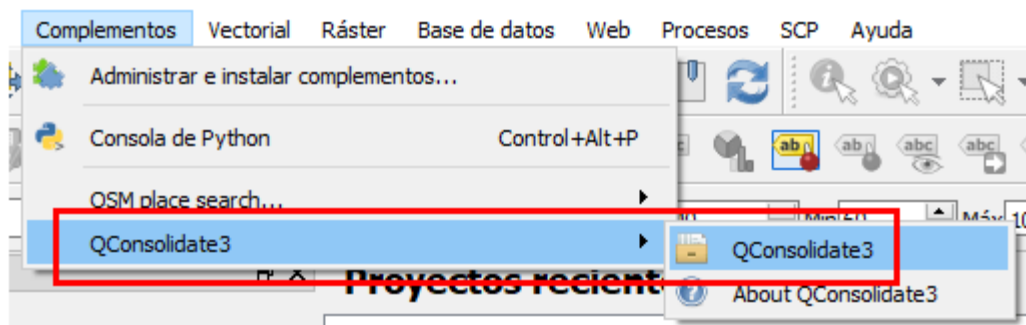 Complementos Vectorial Ráster Base de datos Web Procesos SCP Ayuda
Administrar e instalar complementos...
Consola de Python Control+Alt+P
OSM place search...
QConsolidate3
QConsolidate3
About QConsolidate3
Proyectos recient